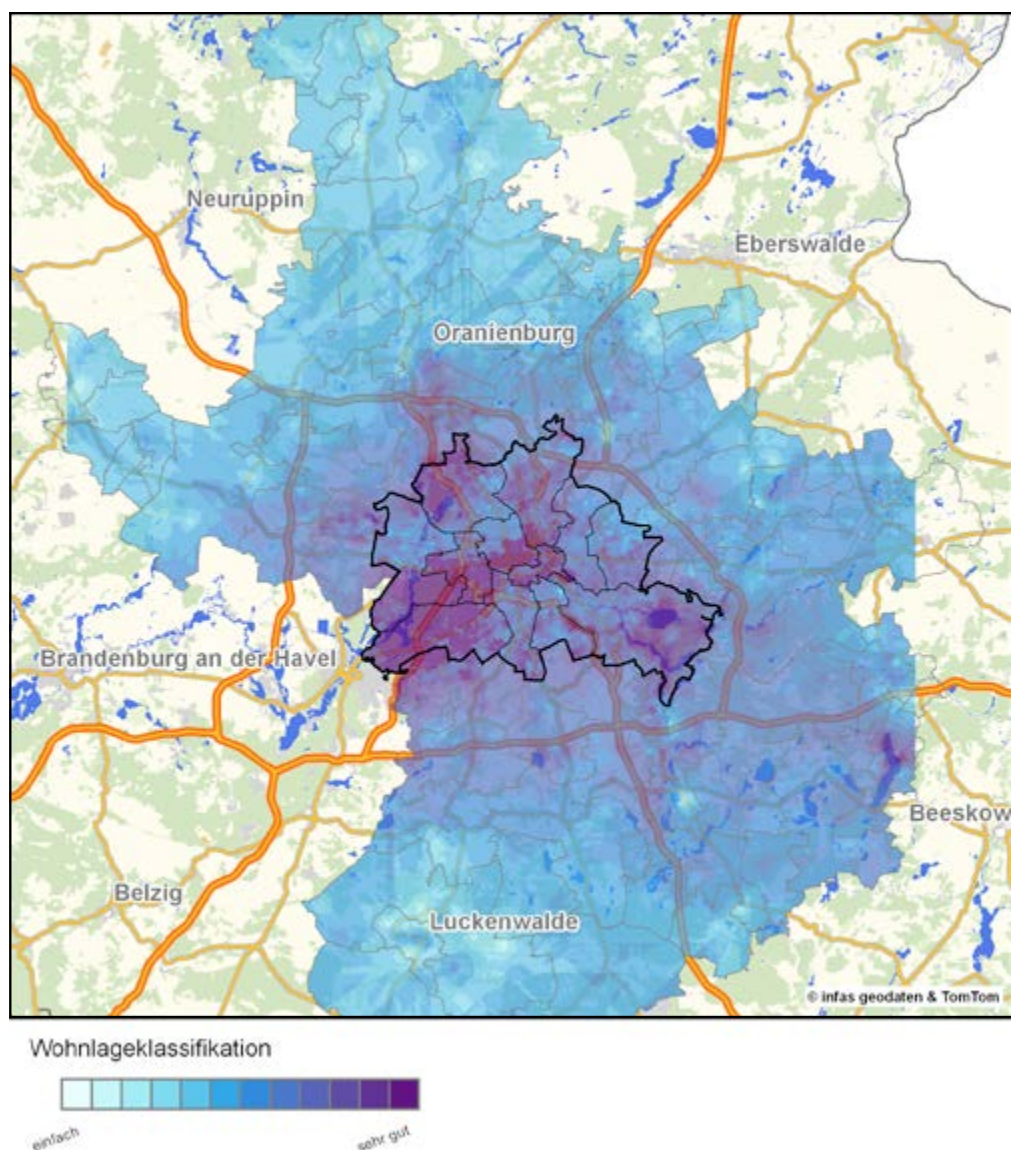 Neuruppin
Eberswalde
Oranienburg
Brandenburg an der Havel
Beeskow
Belzig
Luckenwalde
© infas geodaten & TomTom
Wohnlageklassifikation
einfach
sehr gut